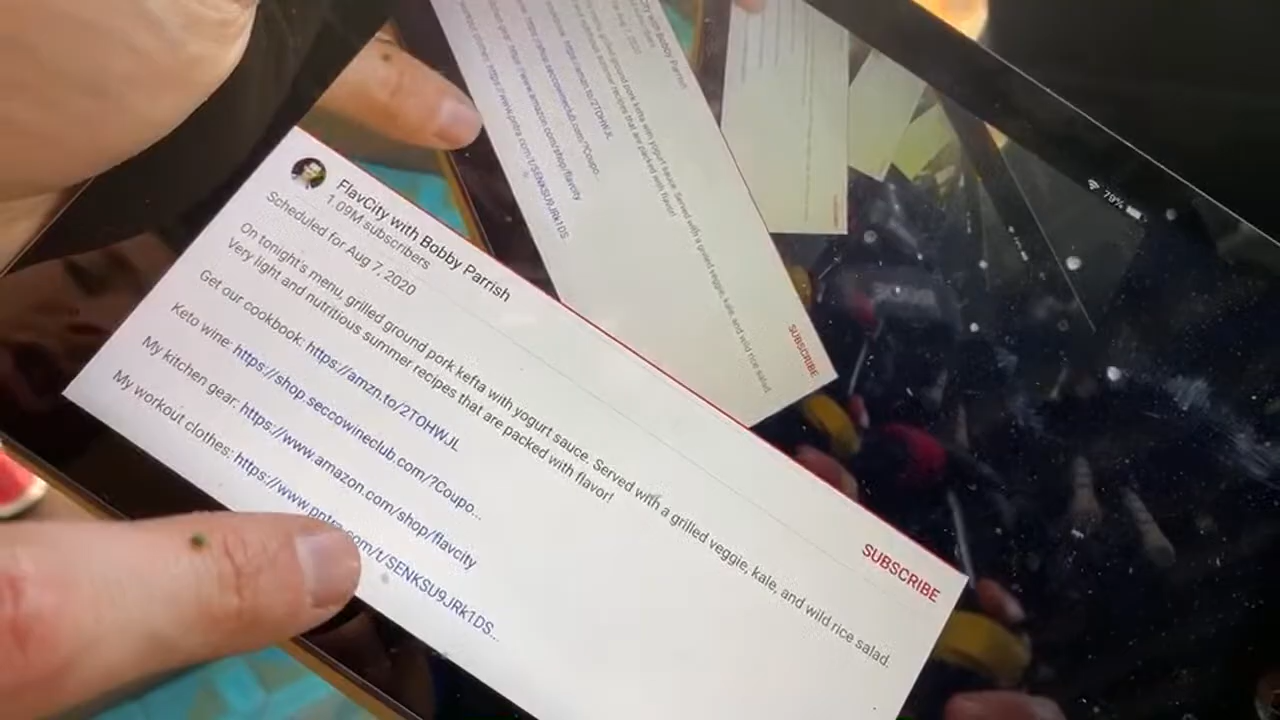 FlavCity with Bobby Parrish
1.09M subscribers
SUBSCRIBE
Scheduled for Aug 7, 2020
On tonight's menu, grilled ground pork kefta with yogurt sauce. Served with a grilled veggie, kale, and wild rice salad.
Very light and nutritious summer recipes that are packed with flavor!
Get our cookbook: https://amzn.to/2TOHWJL
Keto wine: https://shop.seccowineclub.com/?Coupo...
My kitchen gear: https://www.amazon.com/shop/flavcity
My workout clothes: https://www.pntra.com/t/SENKSU9JRk1DS...
79%
SUBSCRIBE